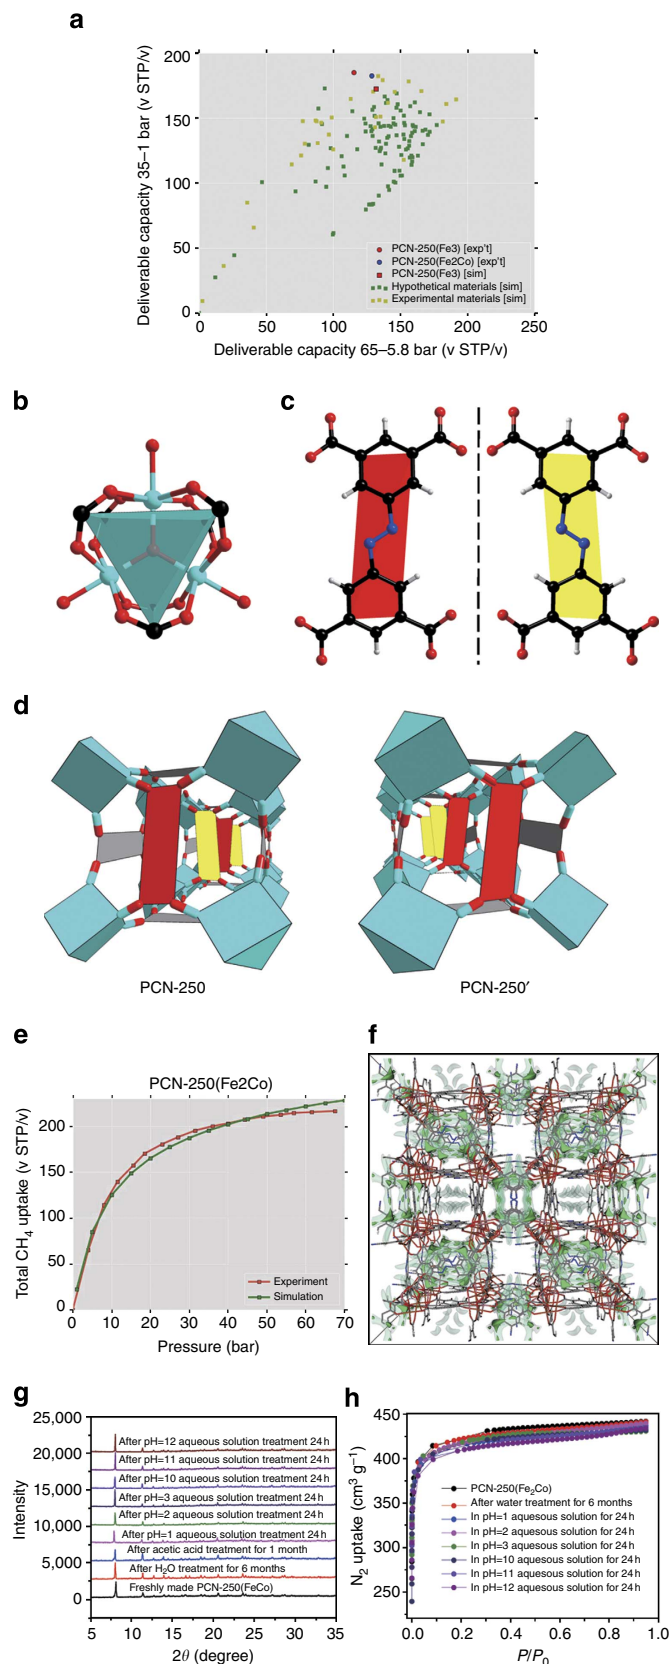 a
Deliverable capacity 35–1 bar (v STP/v)
200
150
100
50
0
PCN-250(Fe3) [exp't]
PCN-250(Fe2Co) [exp't]
PCN-250(Fe3) [sim]
Hypothetical materials [sim]
Experimental materials [sim]
0 50 100 150 200 250
Deliverable capacity 65–5.8 bar (v STP/v)
b
c
d
PCN-250
PCN-250′
e
PCN-250(Fe2Co)
Total CH4 uptake (v STP/v)
200
150
100
50
0
Experiment
Simulation
0 10 20 30 40 50 60 70
Pressure (bar)
f
g
Intensity
25,000
20,000
15,000
10,000
5,000
0
After pH=12 aqueous solution treatment 24 h
After pH=11 aqueous solution treatment 24 h
After pH=10 aqueous solution treatment 24 h
After pH=3 aqueous solution treatment 24 h
After pH=2 aqueous solution treatment 24 h
After pH=1 aqueous solution treatment 24 h
After acetic acid treatment for 1 month
After H2O treatment for 6 months
Freshly made PCN-250(FeCo)
5 10 15 20 25 30 35
2θ (degree)
h
N2 uptake (cm³ g⁻¹)
450
400
350
300
250
PCN-250(Fe2Co)
After water treatment for 6 months
In pH=1 aqueous solution for 24 h
In pH=2 aqueous solution for 24 h
In pH=3 aqueous solution for 24 h
In pH=10 aqueous solution for 24 h
In pH=11 aqueous solution for 24 h
In pH=12 aqueous solution for 24 h
0.0 0.2 0.4 0.6 0.8 1.0
P/P0